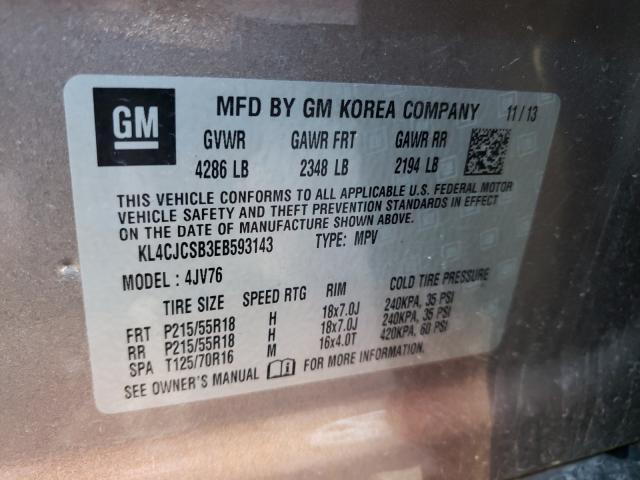 GM
MFD BY GM KOREA COMPANY 11/13
GVWR GAWR FRT GAWR RR
4286 LB 2348 LB 2194 LB
THIS VEHICLE CONFORMS TO ALL APPLICABLE U.S. FEDERAL MOTOR
VEHICLE SAFETY AND THEFT PREVENTION STANDARDS IN EFFECT
ON THE DATE OF MANUFACTURE SHOWN ABOVE.
KL4CJCSB3EB593143 TYPE: MPV
MODEL : 4JV76
TIRE SIZE SPEED RTG RIM COLD TIRE PRESSURE
FRT P215/55R18 H 18x7.0J 240KPA, 35 PSI
RR P215/55R18 H 18x7.0J 240KPA, 35 PSI
SPA T125/70R16 M 16x4.0T 420KPA, 60 PSI
SEE OWNER'S MANUAL FOR MORE INFORMATION.